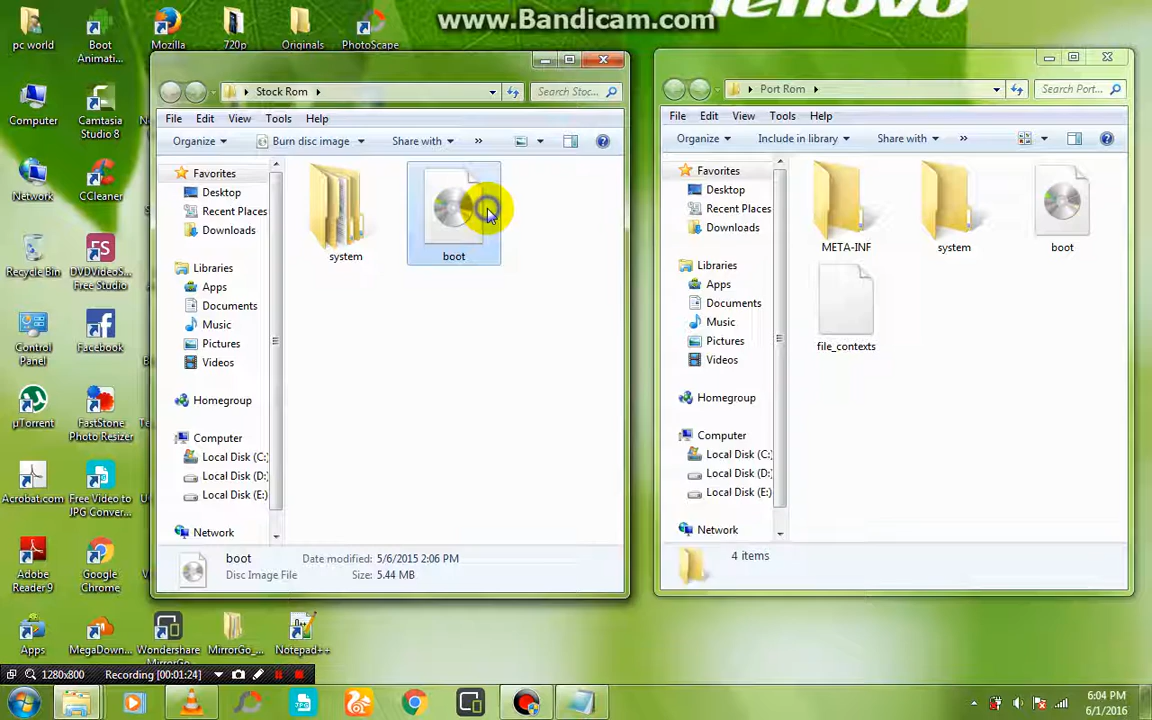 www.Bandicam.com
lenovo
pc world
Boot Animati...
Mozilla
720p
Originals
PhotoScape
Computer
Camtasia Studio 8
Network
CCleaner
Recycle Bin
DVDVideoS... Free Studio
Control Panel
Facebook
µTorrent
FastStone Photo Resizer
Acrobat.com
Free Video to JPG Conver...
Adobe Reader 9
Google Chrome
Apps
MegaDown...
Wondershare MirrorGo
MirrorGo_...
Notepad++
Stock Rom
Search Stoc...
File Edit View Tools Help
Organize Burn disc image Share with »
Favorites
Desktop
Recent Places
Downloads
Libraries
Apps
Documents
Music
Pictures
Videos
Homegroup
Computer
Local Disk (C:)
Local Disk (D:)
Local Disk (E:)
Network
system
boot
boot Date modified: 5/6/2015 2:06 PM
Disc Image File Size: 5.44 MB
Port Rom
Search Port...
File Edit View Tools Help
Organize Include in library Share with »
Favorites
Desktop
Recent Places
Downloads
Libraries
Apps
Documents
Music
Pictures
Videos
Homegroup
Computer
Local Disk (C:)
Local Disk (D:)
Local Disk (E:)
Network
META-INF
system
boot
file_contexts
4 items
1280x800 Recording [00:01:24]
JPG
6:04 PM
6/1/2016